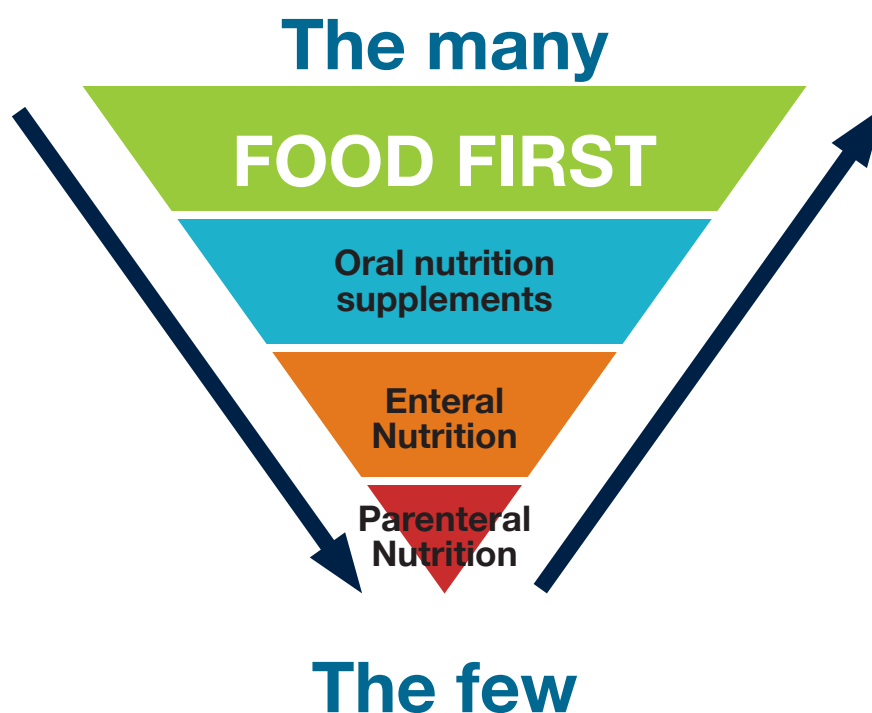 The many
FOOD FIRST
Oral nutrition
supplements
Enteral
Nutrition
Parenteral
Nutrition
The few